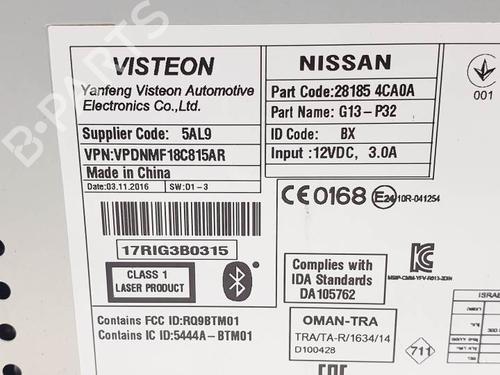 VISTEON
Yanfeng Visteon Automotive
Electronics Co.,Ltd.
Supplier Code: 5AL9
VPN:VPDNMF18C815AR
Made in China
Date:03.11.2016 SW:01-3
17RIG3B0315
CLASS 1
LASER PRODUCT
Contains FCC ID:RQ9BTM01
Contains IC ID:5444A-BTM01
NISSAN
Part Code:28185 4CA0A
Part Name: G13-P32
ID Code: BX
Input :12VDC, 3.0A
001
CE0168 E24 10R-041254
Complies with
IDA Standards
DA105762
OMAN-TRA
TRA/TA-R/1634/14
D100428
711
ISRAE
B-PARTS